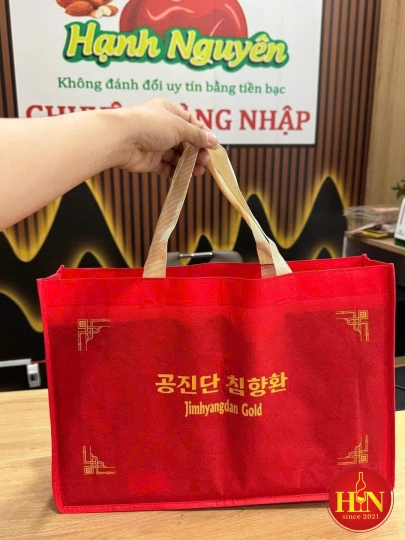 Hạnh Nguyên
Không đánh đổi uy tín bằng tiền bạc
NHẬP
공진단 침향환
Jimhyangdan Gold
HN
since 2021